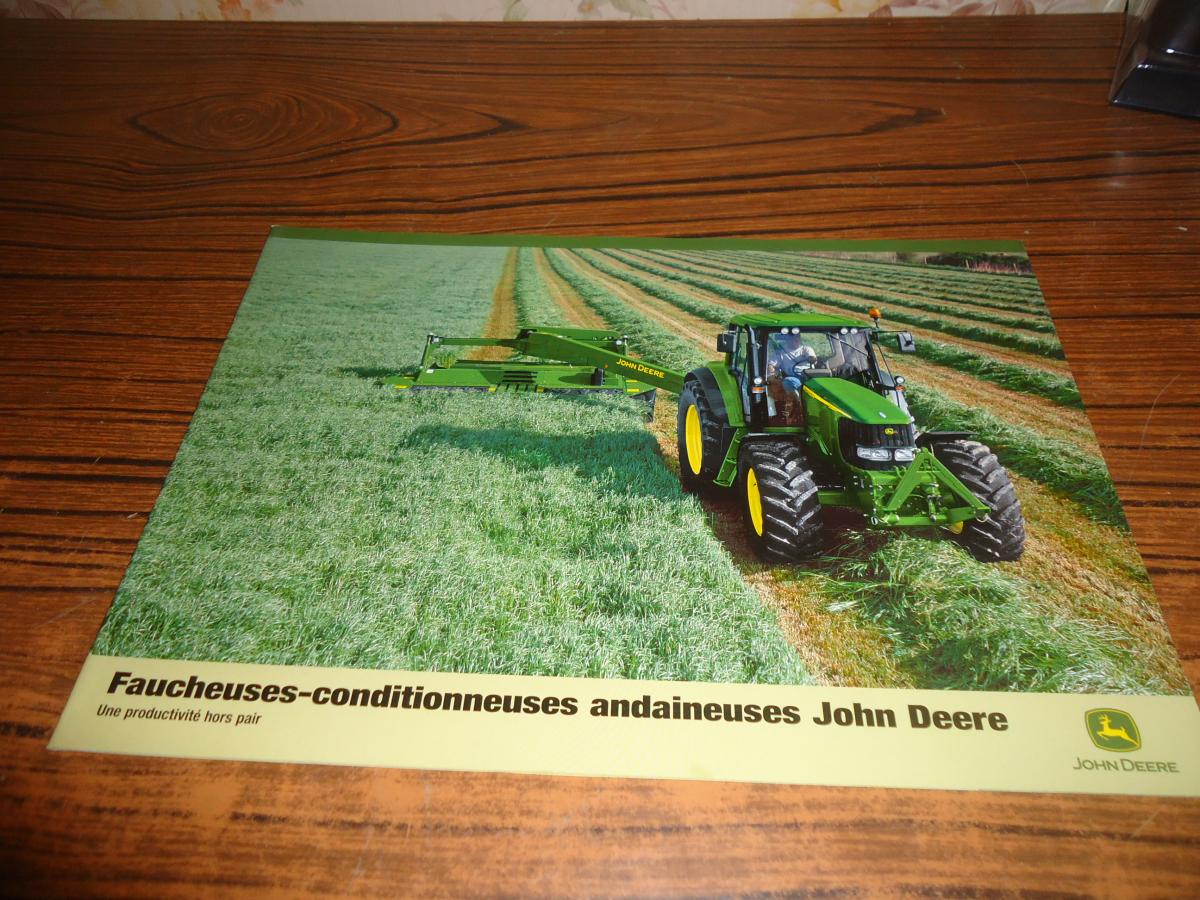 JOHN DEERE
Faucheuses-conditionneuses andaineuses John Deere
Une productivité hors pair
JOHN DEERE